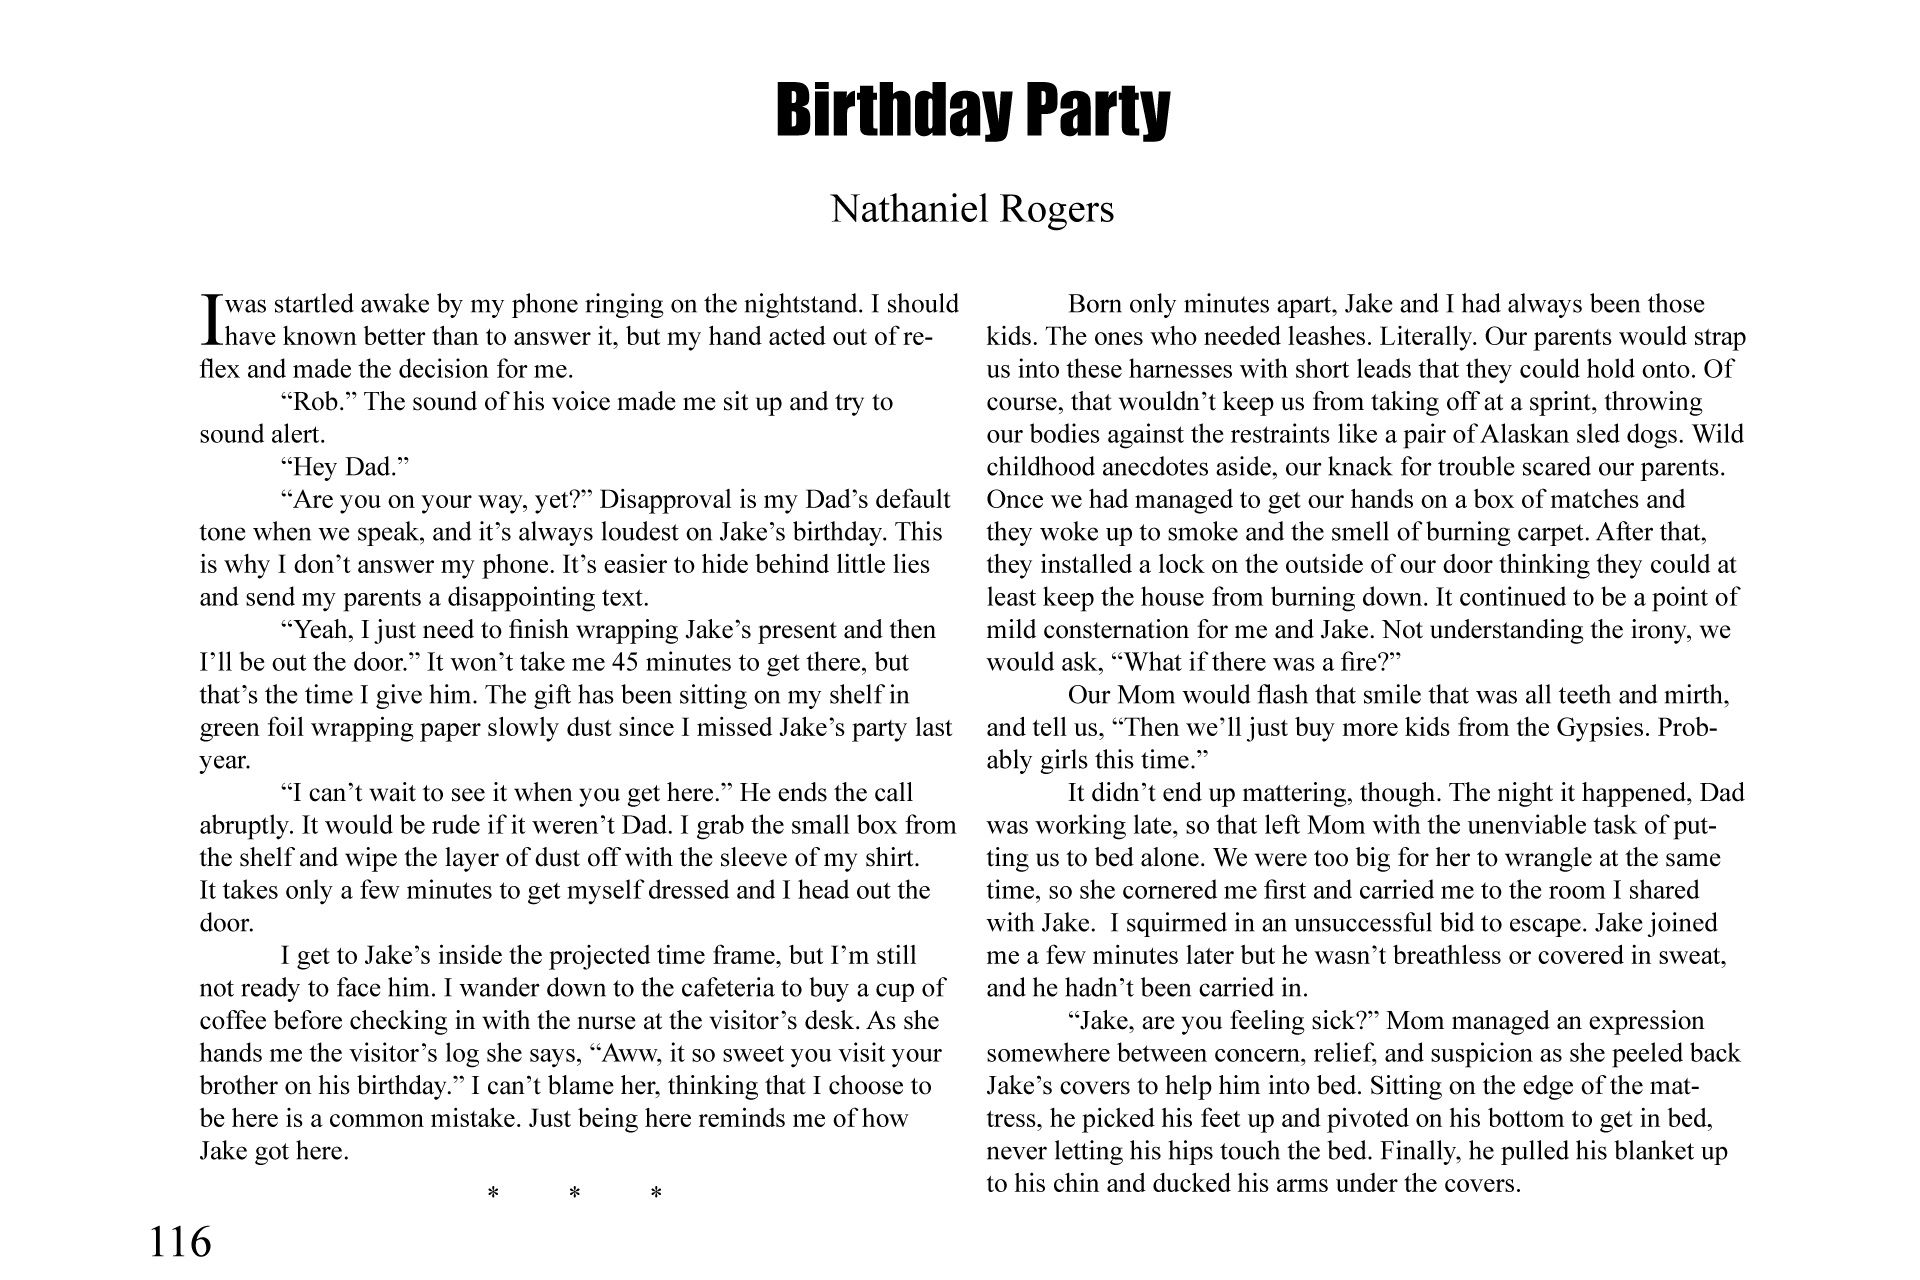 Birthday Party
Nathaniel Rogers
I was startled awake by my phone ringing on the nightstand. I should
have known better than to answer it, but my hand acted out of re-
flex and made the decision for me.
“Rob.” The sound of his voice made me sit up and try to
sound alert.
“Hey Dad.”
“Are you on your way, yet?” Disapproval is my Dad’s default
tone when we speak, and it’s always loudest on Jake’s birthday. This
is why I don’t answer my phone. It’s easier to hide behind little lies
and send my parents a disappointing text.
“Yeah, I just need to finish wrapping Jake’s present and then
I’ll be out the door.” It won’t take me 45 minutes to get there, but
that’s the time I give him. The gift has been sitting on my shelf in
green foil wrapping paper slowly dust since I missed Jake’s party last
year.
“I can’t wait to see it when you get here.” He ends the call
abruptly. It would be rude if it weren’t Dad. I grab the small box from
the shelf and wipe the layer of dust off with the sleeve of my shirt.
It takes only a few minutes to get myself dressed and I head out the
door.
I get to Jake’s inside the projected time frame, but I’m still
not ready to face him. I wander down to the cafeteria to buy a cup of
coffee before checking in with the nurse at the visitor’s desk. As she
hands me the visitor’s log she says, “Aww, it so sweet you visit your
brother on his birthday.” I can’t blame her, thinking that I choose to
be here is a common mistake. Just being here reminds me of how
Jake got here.
* * *
Born only minutes apart, Jake and I had always been those
kids. The ones who needed leashes. Literally. Our parents would strap
us into these harnesses with short leads that they could hold onto. Of
course, that wouldn’t keep us from taking off at a sprint, throwing
our bodies against the restraints like a pair of Alaskan sled dogs. Wild
childhood anecdotes aside, our knack for trouble scared our parents.
Once we had managed to get our hands on a box of matches and
they woke up to smoke and the smell of burning carpet. After that,
they installed a lock on the outside of our door thinking they could at
least keep the house from burning down. It continued to be a point of
mild consternation for me and Jake. Not understanding the irony, we
would ask, “What if there was a fire?”
Our Mom would flash that smile that was all teeth and mirth,
and tell us, “Then we’ll just buy more kids from the Gypsies. Prob-
ably girls this time.”
It didn’t end up mattering, though. The night it happened, Dad
was working late, so that left Mom with the unenviable task of put-
ting us to bed alone. We were too big for her to wrangle at the same
time, so she cornered me first and carried me to the room I shared
with Jake.  I squirmed in an unsuccessful bid to escape. Jake joined
me a few minutes later but he wasn’t breathless or covered in sweat,
and he hadn’t been carried in.
“Jake, are you feeling sick?” Mom managed an expression
somewhere between concern, relief, and suspicion as she peeled back
Jake’s covers to help him into bed. Sitting on the edge of the mat-
tress, he picked his feet up and pivoted on his bottom to get in bed,
never letting his hips touch the bed. Finally, he pulled his blanket up
to his chin and ducked his arms under the covers.
116